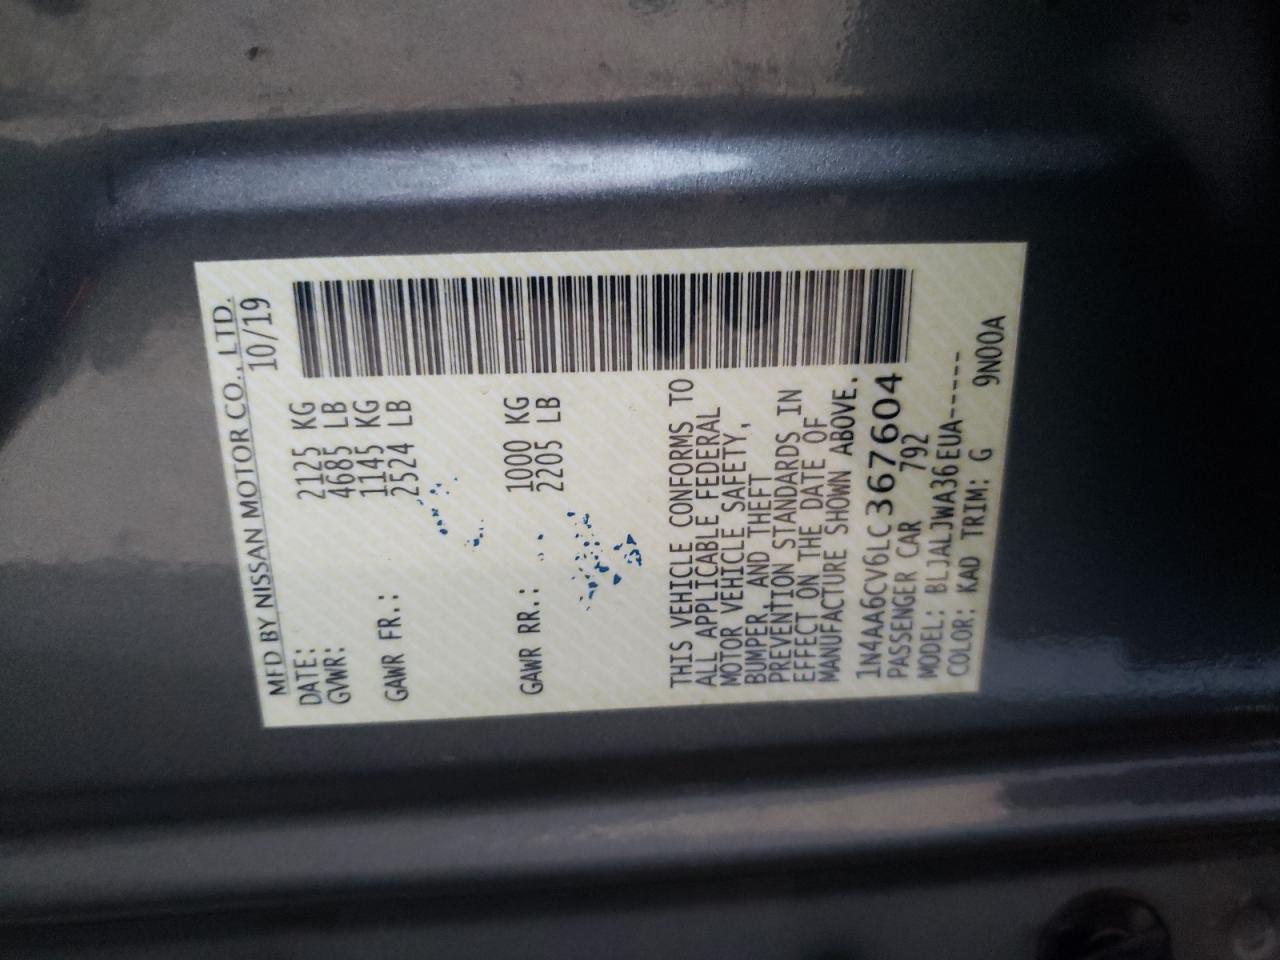 MFD BY NISSAN MOTOR CO., LTD.
DATE: 10/19
GVWR: 2125 KG
4685 LB
GAWR FR.: 1145 KG
2524 LB
GAWR RR.: 1000 KG
2205 LB
THIS VEHICLE CONFORMS TO
ALL APPLICABLE FEDERAL
MOTOR VEHICLE SAFETY,
BUMPER, AND THEFT
PREVENTION STANDARDS IN
EFFECT ON THE DATE OF
MANUFACTURE SHOWN ABOVE.
1N4AA6CV6LC367604
PASSENGER CAR 792
MODEL: BLJALJWA36EUA-----
COLOR: KAD TRIM: G 9N00A